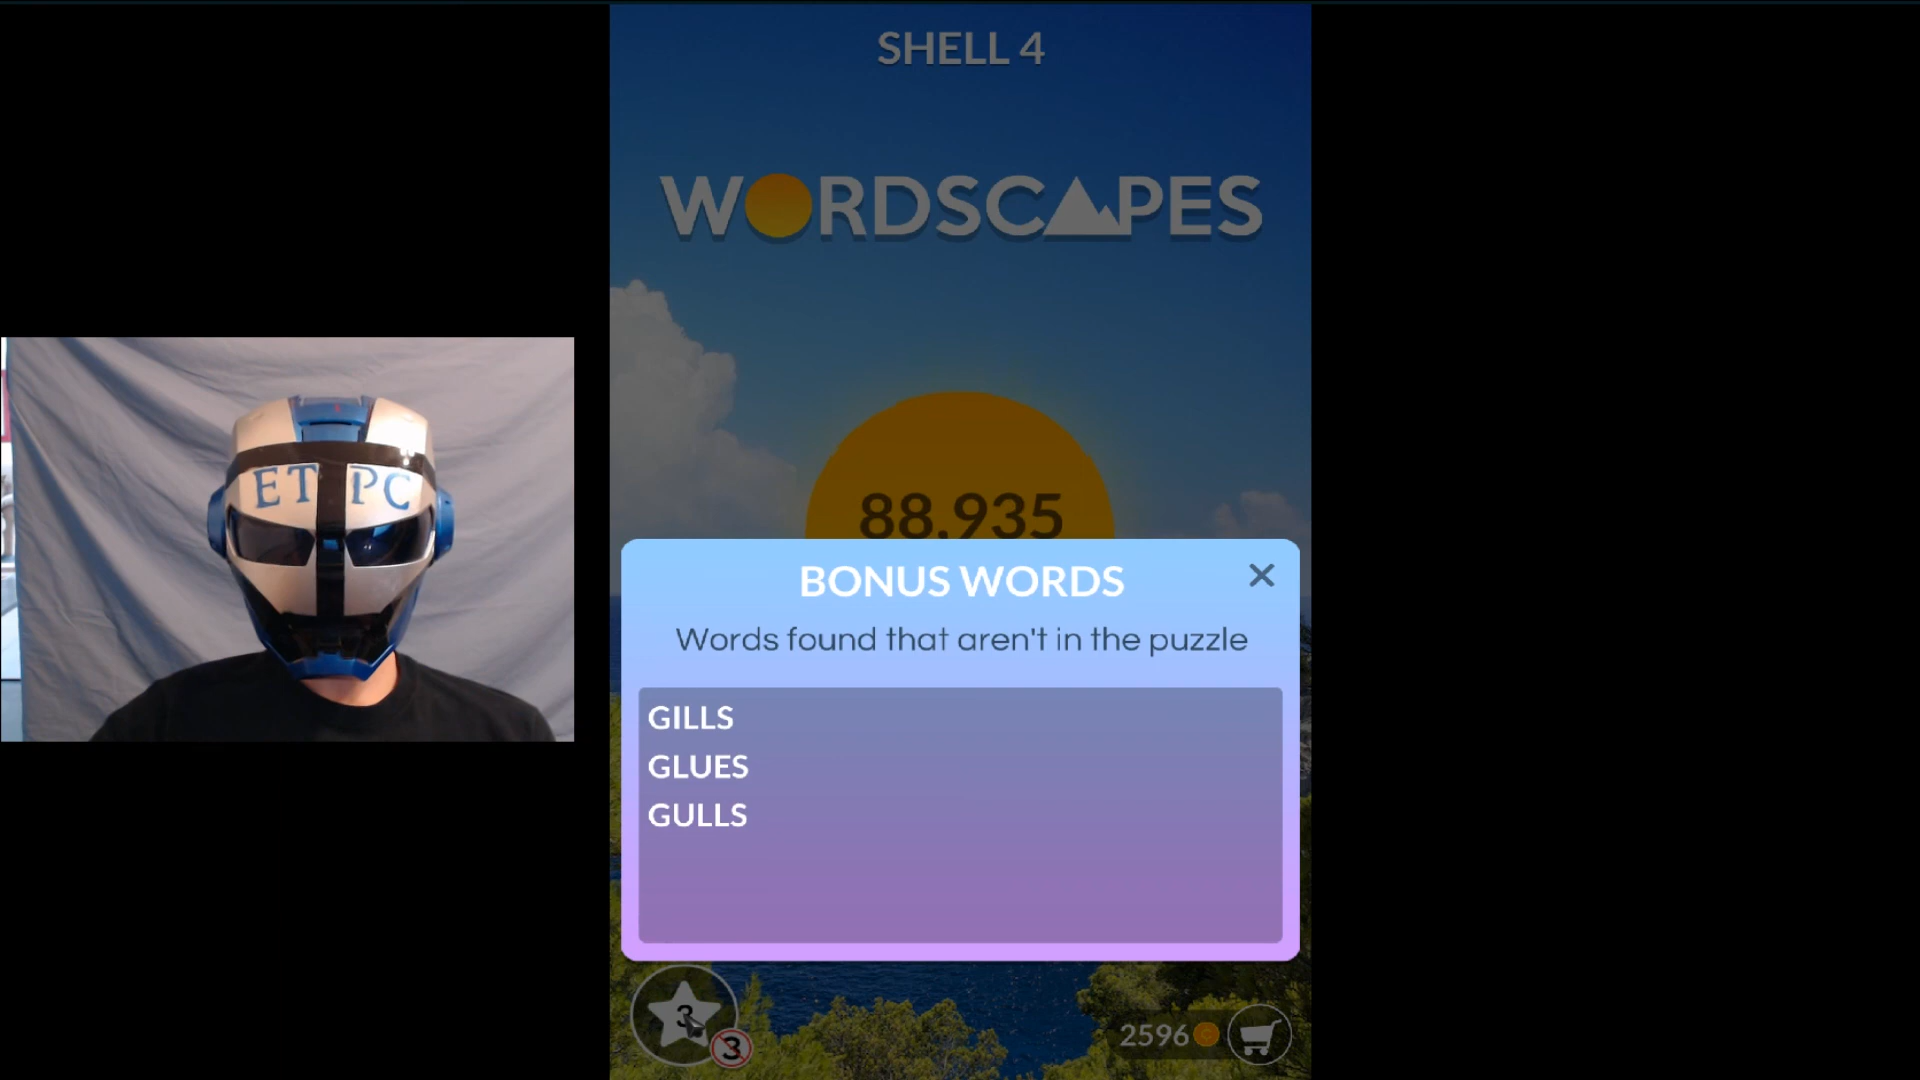 SHELL 4
WORDSCAPES
ET PC
88,935
BONUS WORDS
Words found that aren't in the puzzle
GILLS
GLUES
GULLS
3
3
2596